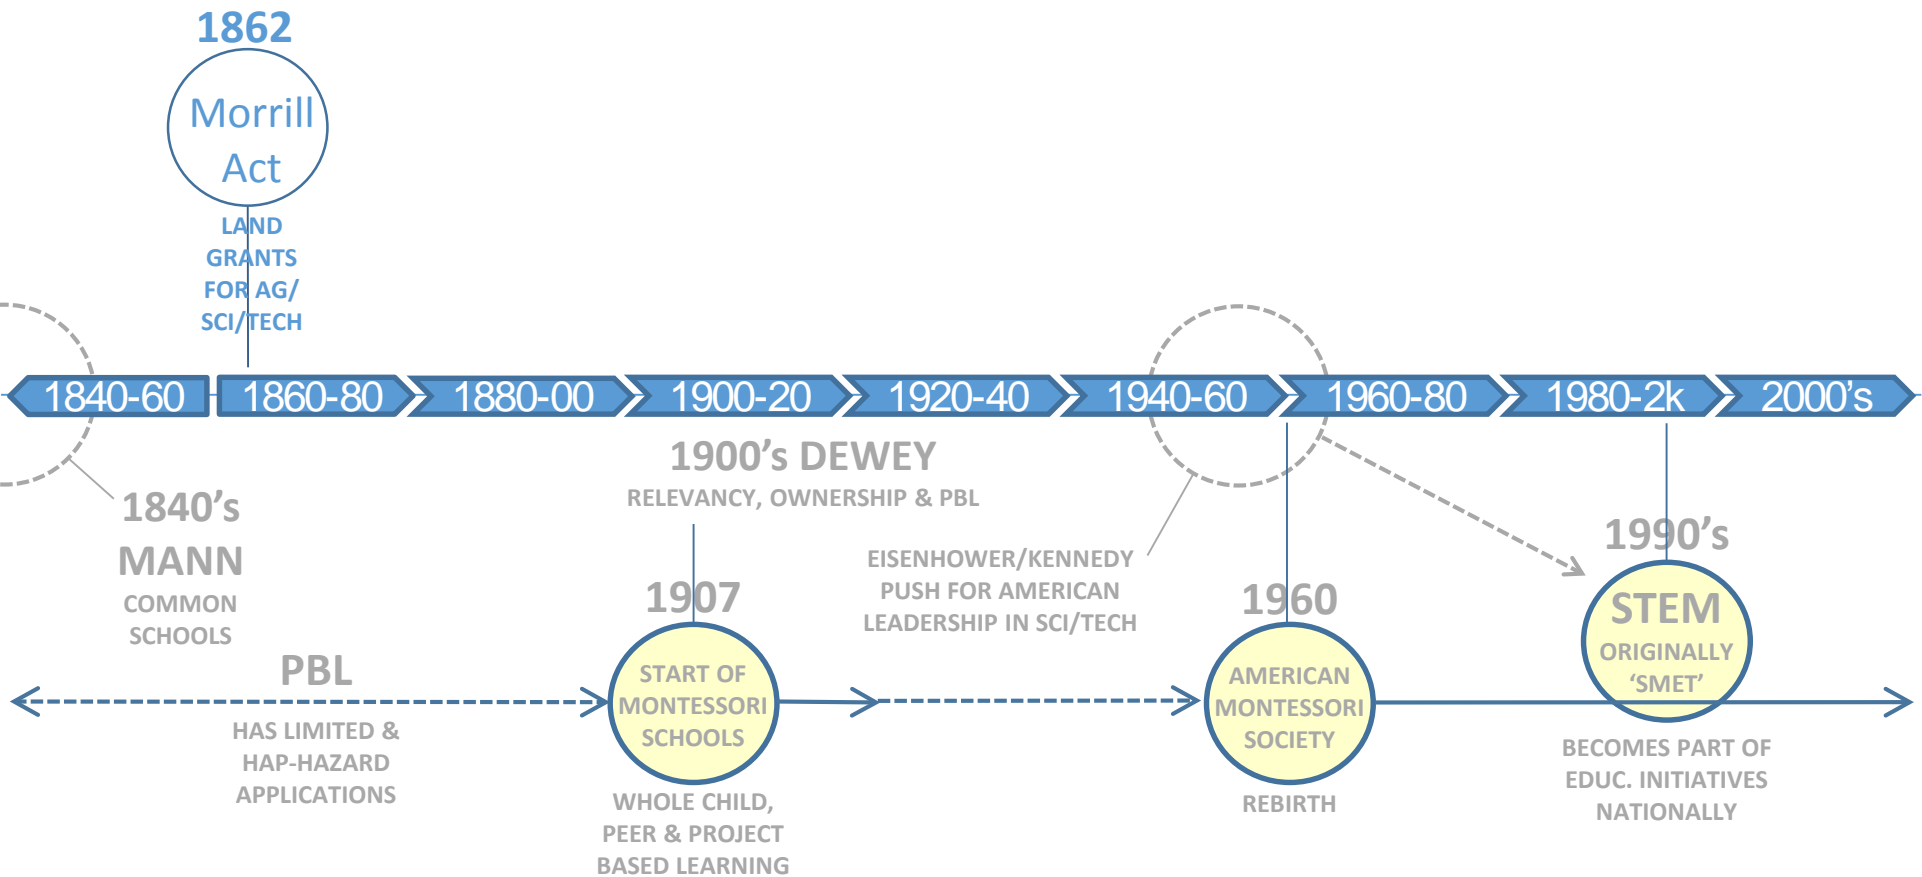 1862
Morrill
Act
LAND
GRANTS
FOR AG/
SCI/TECH
1840-60
1860-80
1880-00
1900-20
1920-40
1940-60
1960-80
1980-2k
2000’s
1840’s
MANN
COMMON
SCHOOLS
1900’s DEWEY
RELEVANCY, OWNERSHIP & PBL
EISENHOWER/KENNEDY
PUSH FOR AMERICAN
LEADERSHIP IN SCI/TECH
PBL
HAS LIMITED &
HAP-HAZARD
APPLICATIONS
1907
START OF
MONTESSORI
SCHOOLS
WHOLE CHILD,
PEER & PROJECT
BASED LEARNING
1960
AMERICAN
MONTESSORI
SOCIETY
REBIRTH
1990’s
STEM
ORIGINALLY
‘SMET’
BECOMES PART OF
EDUC. INITIATIVES
NATIONALLY